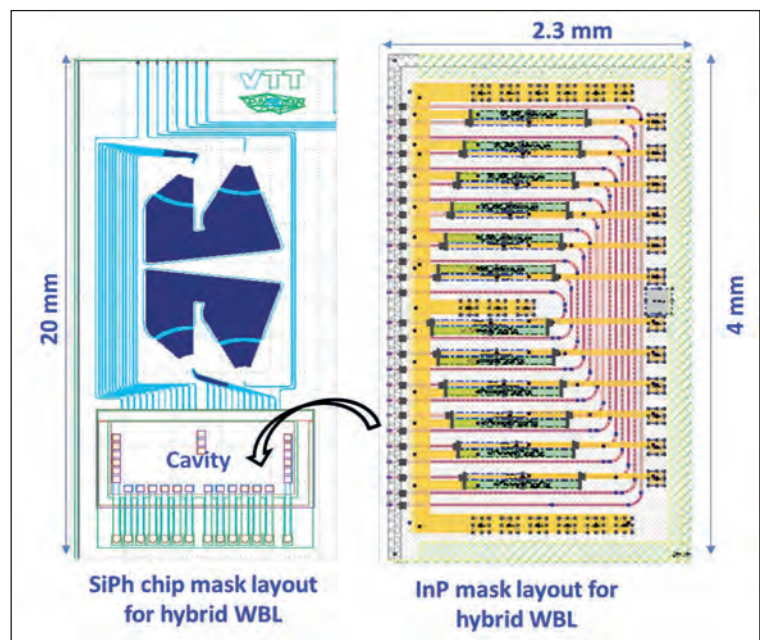 2.3 mm
VTT
20 mm
4 mm
Cavity
SiPh chip mask layout
for hybrid WBL
InP mask layout for
hybrid WBL